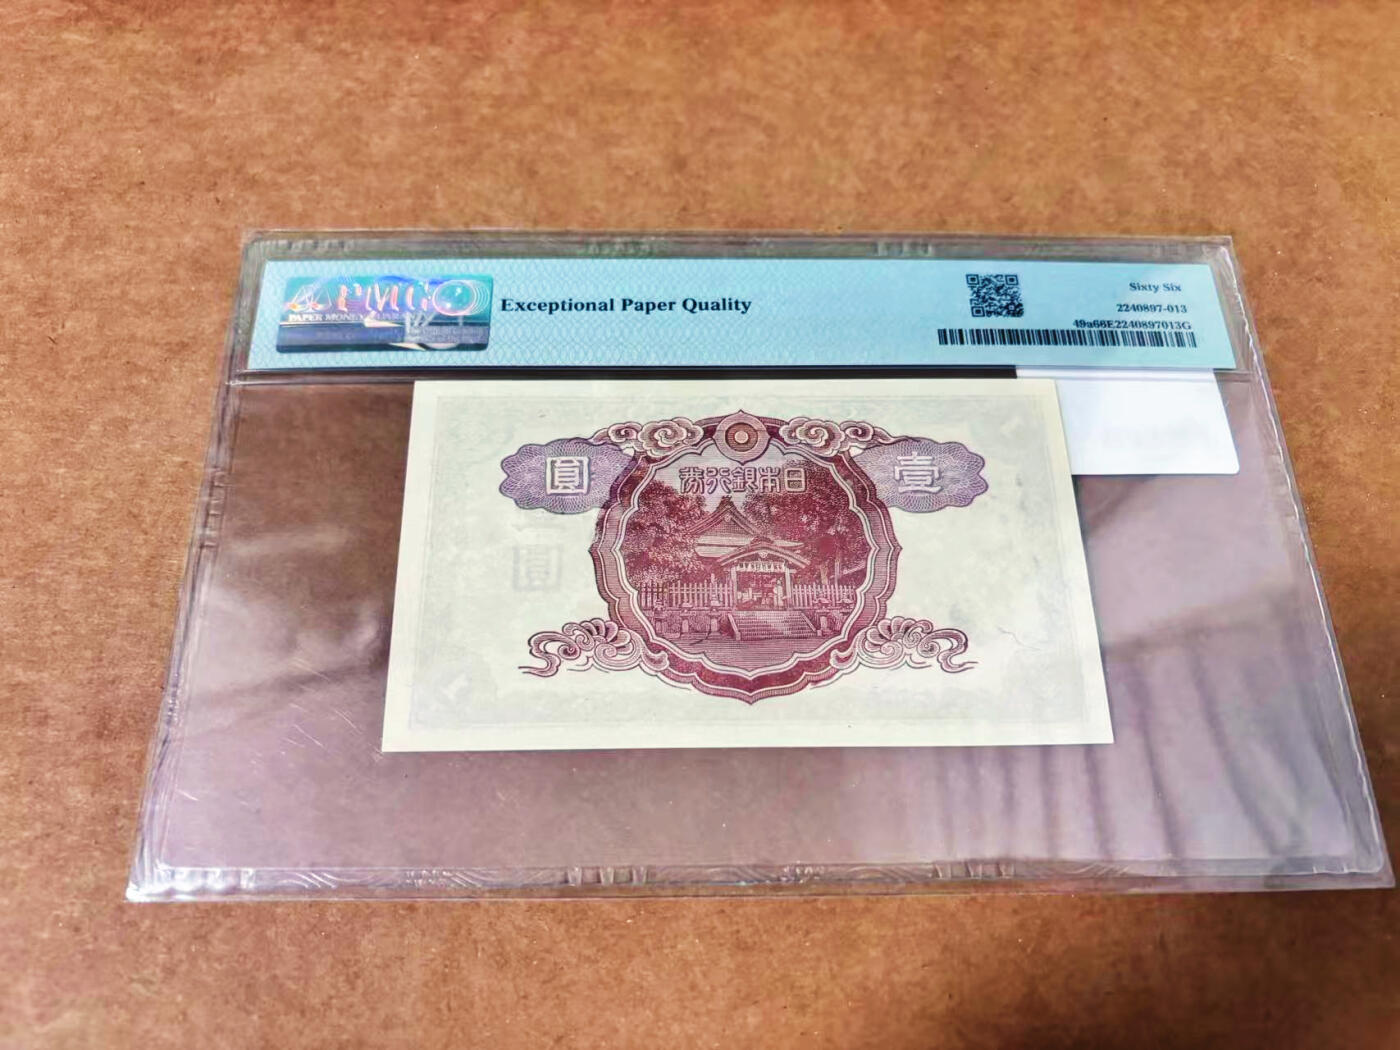 PMG
PAPER MONEY GUARANTY
Exceptional Paper Quality
Sixty Six
2240897-013
49a66E2240897013G
圓
壹
日本銀行券
圓